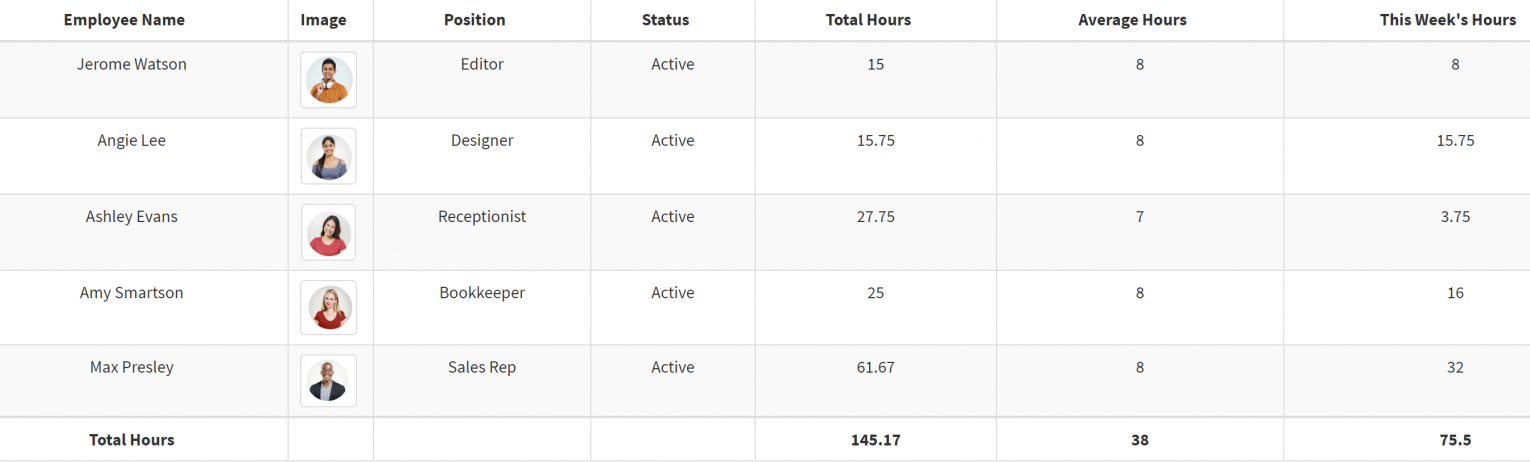 Employee Name Image Position Status Total Hours Average Hours This Week's Hours
Jerome Watson Editor Active 15 8 8
Angie Lee Designer Active 15.75 8 15.75
Ashley Evans Receptionist Active 27.75 7 3.75
Amy Smartson Bookkeeper Active 25 8 16
Max Presley Sales Rep Active 61.67 8 32
Total Hours 145.17 38 75.5